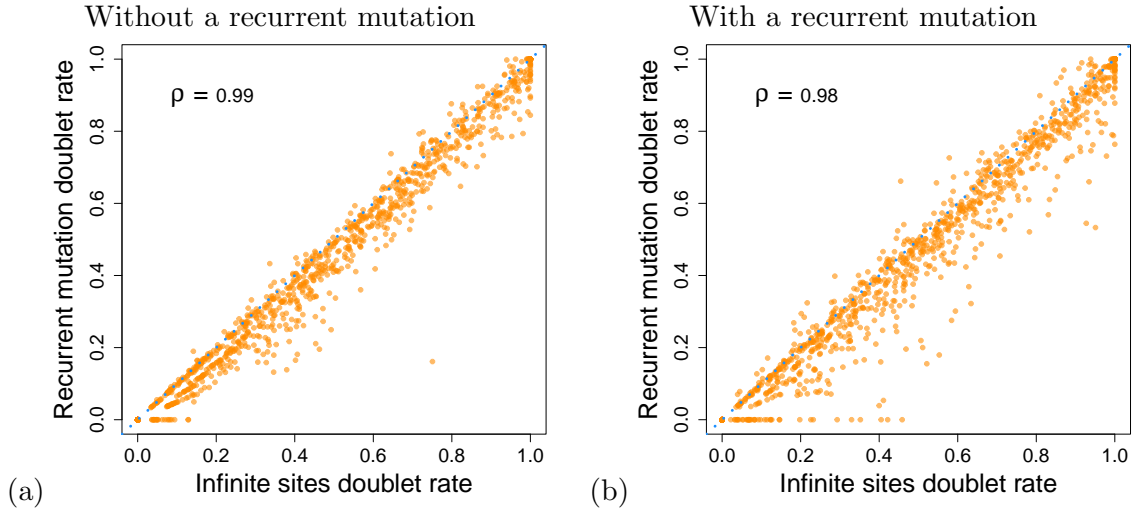 Without a recurrent mutation
With a recurrent mutation
Recurrent mutation doublet rate
1.0
0.8
0.6
0.4
0.2
0.0
ρ = 0.99
0.0 0.2 0.4 0.6 0.8 1.0
Infinite sites doublet rate
(a)
Recurrent mutation doublet rate
1.0
0.8
0.6
0.4
0.2
0.0
ρ = 0.98
0.0 0.2 0.4 0.6 0.8 1.0
Infinite sites doublet rate
(b)